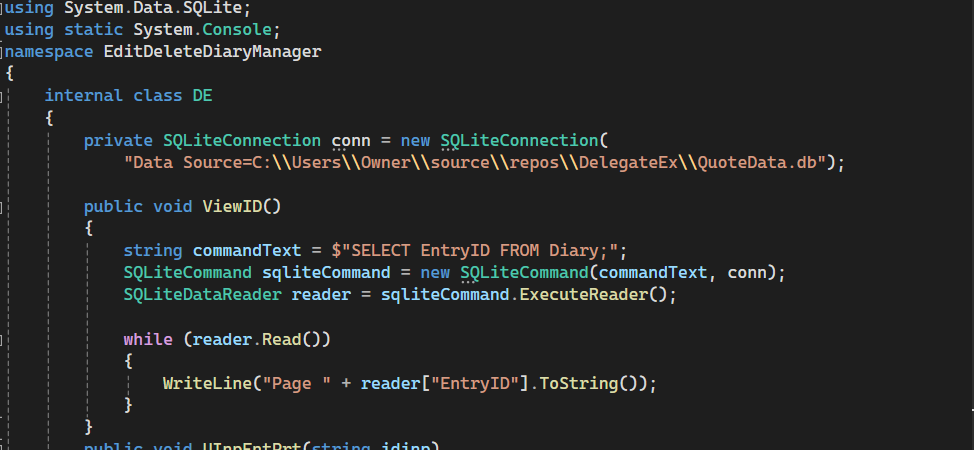 using System.Data.SQLite;
using static System.Console;
namespace EditDeleteDiaryManager
{
internal class DE
{
private SQLiteConnection conn = new SQLiteConnection(
"Data Source=C:\\Users\\Owner\\source\\repos\\DelegateEx\\QuoteData.db");
public void ViewID()
{
string commandText = $"SELECT EntryID FROM Diary;";
SQLiteCommand sqliteCommand = new SQLiteCommand(commandText, conn);
SQLiteDataReader reader = sqliteCommand.ExecuteReader();
while (reader.Read())
{
WriteLine("Page " + reader["EntryID"].ToString());
}
}
public void UInpEntPrt(string idinp)